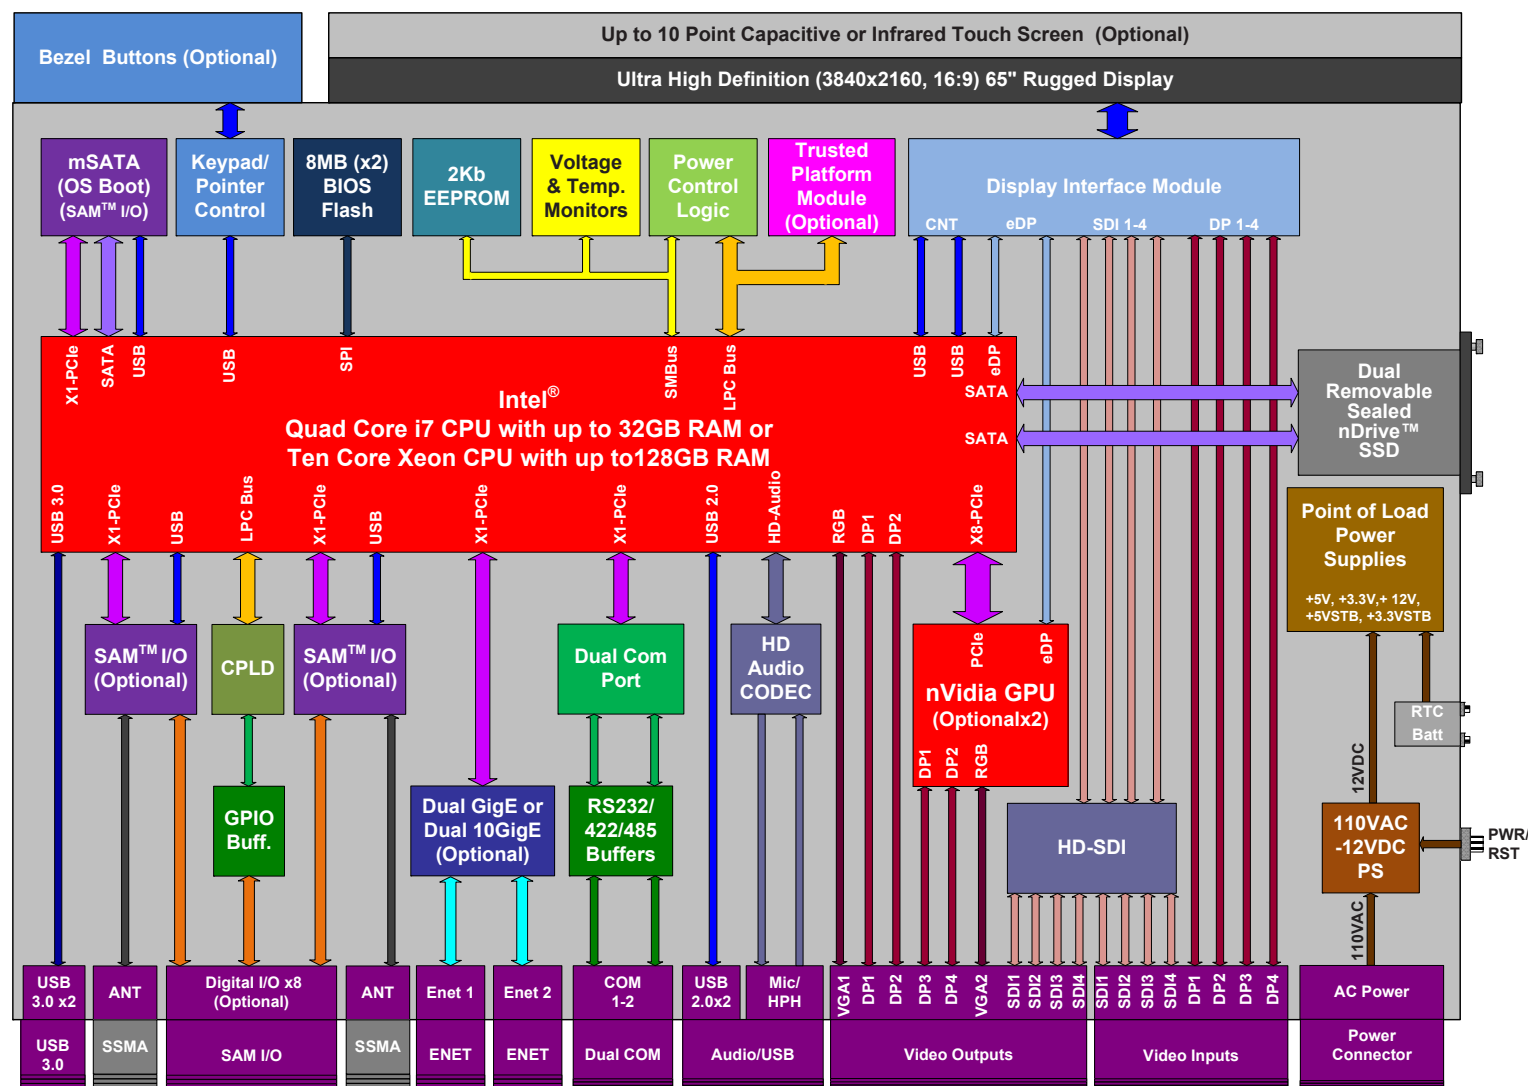 Bezel Buttons (Optional)
Up to 10 Point Capacitive or Infrared Touch Screen (Optional)
Ultra High Definition (3840x2160, 16:9) 65" Rugged Display
mSATA
(OS Boot)
(SAM™ I/O)
Keypad/
Pointer
Control
8MB (x2)
BIOS
Flash
2Kb
EEPROM
Voltage
& Temp.
Monitors
Power
Control
Logic
Trusted
Platform
Module
(Optional)
Display Interface Module
CNT
eDP
SDI 1-4
DP 1-4
X1-PCIe
SATA
USB
USB
SPI
SMBus
LPC Bus
USB
USB
eDP
SATA
SATA
Intel®
Quad Core i7 CPU with up to 32GB RAM or
Ten Core Xeon CPU with up to128GB RAM
USB 3.0
X1-PCIe
USB
LPC Bus
X1-PCIe
USB
X1-PCIe
X1-PCIe
USB 2.0
HD-Audio
RGB
DP1
DP2
X8-PCIe
Dual
Removable
Sealed
nDrive™
SSD
Point of Load
Power
Supplies
+5V, +3.3V,+ 12V,
+5VSTB, +3.3VSTB
SAM™ I/O
(Optional)
CPLD
SAM™ I/O
(Optional)
Dual Com
Port
HD
Audio
CODEC
PCIe
eDP
nVidia GPU
(Optionalx2)
DP1
DP2
RGB
RTC
Batt
12VDC
GPIO
Buff.
Dual GigE or
Dual 10GigE
(Optional)
RS232/
422/485
Buffers
HD-SDI
110VAC
-12VDC
PS
PWR/
RST
110VAC
USB
3.0 x2
ANT
Digital I/O x8
(Optional)
ANT
Enet 1
Enet 2
COM
1-2
USB
2.0x2
Mic/
HPH
VGA1
DP1
DP2
DP3
DP4
VGA2
SDI1
SDI2
SDI3
SDI4
SDI1
SDI2
SDI3
SDI4
DP1
DP2
DP3
DP4
AC Power
USB
3.0
SSMA
SAM I/O
SSMA
ENET
ENET
Dual COM
Audio/USB
Video Outputs
Video Inputs
Power
Connector